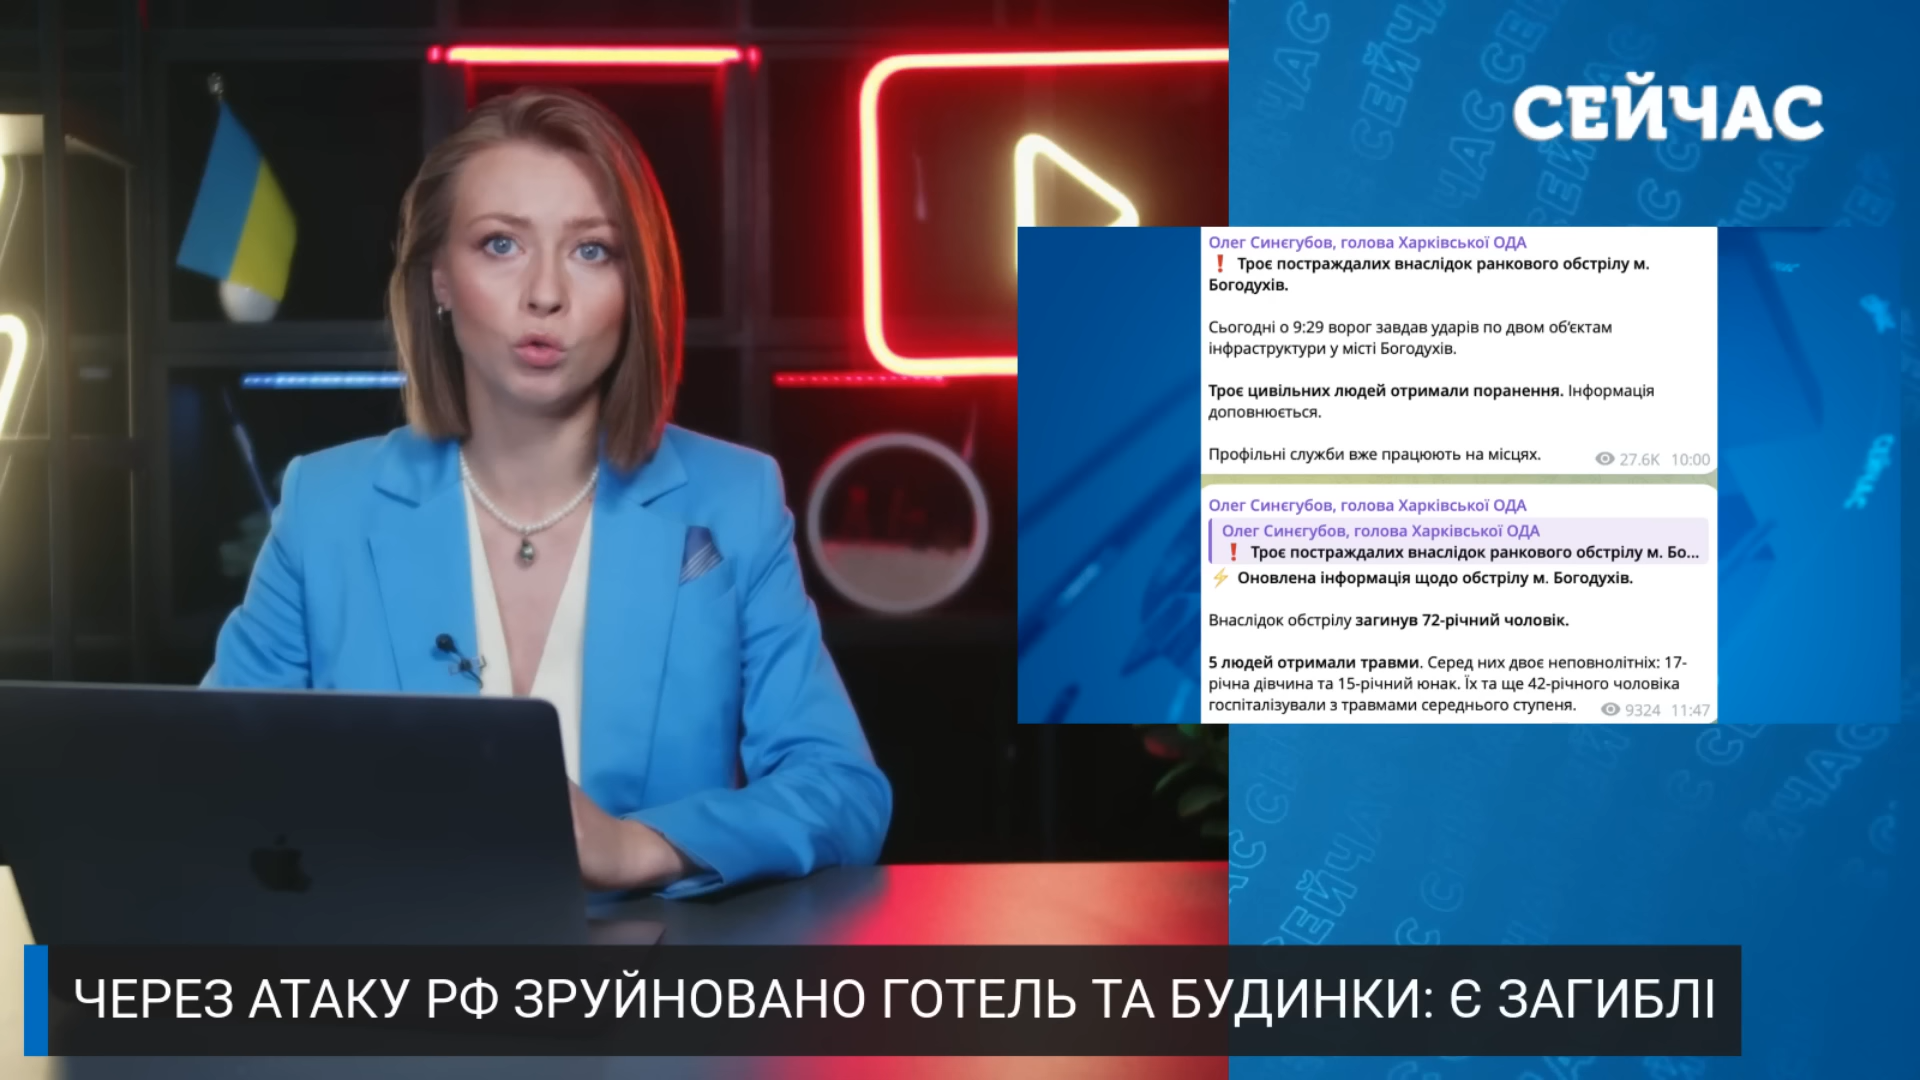 СЕЙЧАС
Олег Синєгубов, голова Харківської ОДА
❗ Троє постраждалих внаслідок ранкового обстрілу м.
Богодухів.
Сьогодні о 9:29 ворог завдав ударів по двом об'єктам
інфраструктури у місті Богодухів.
Троє цивільних людей отримали поранення. Інформація
доповнюється.
Профільні служби вже працюють на місцях.
27.6K 10:00
Олег Синєгубов, голова Харківської ОДА
Олег Синєгубов, голова Харківської ОДА
❗ Троє постраждалих внаслідок ранкового обстрілу м. Бо...
⚡ Оновлена інформація щодо обстрілу м. Богодухів.
Внаслідок обстрілу загинув 72-річний чоловік.
5 людей отримали травми. Серед них двоє неповнолітніх: 17-
річна дівчина та 15-річний юнак. Їх та ще 42-річного чоловіка
госпіталізували з травмами середнього ступеня.
9324 11:47
ЧЕРЕЗ АТАКУ РФ ЗРУЙНОВАНО ГОТЕЛЬ ТА БУДИНКИ: Є ЗАГИБЛІ